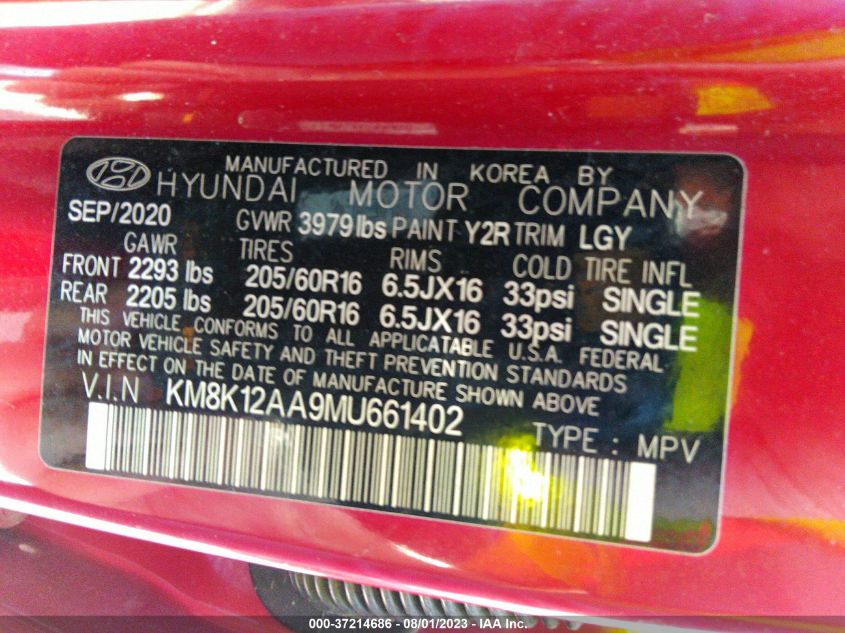 MANUFACTURED IN KOREA BY
HYUNDAI MOTOR COMPANY
SEP/2020 GVWR 3979 lbs PAINT Y2R TRIM LGY
GAWR TIRES RIMS COLD TIRE INFL
FRONT 2293 lbs 205/60R16 6.5JX16 33psi SINGLE
REAR 2205 lbs 205/60R16 6.5JX16 33psi SINGLE
THIS VEHICLE CONFORMS TO ALL APPLICATABLE U.S.A. FEDERAL
MOTOR VEHICLE SAFETY AND THEFT PREVENTION STANDARDS
IN EFFECT ON THE DATE OF MANUFACTURE SHOWN ABOVE
V.I.N KM8K12AA9MU661402
TYPE : MPV
000-37214686 - 08/01/2023 - IAA Inc.